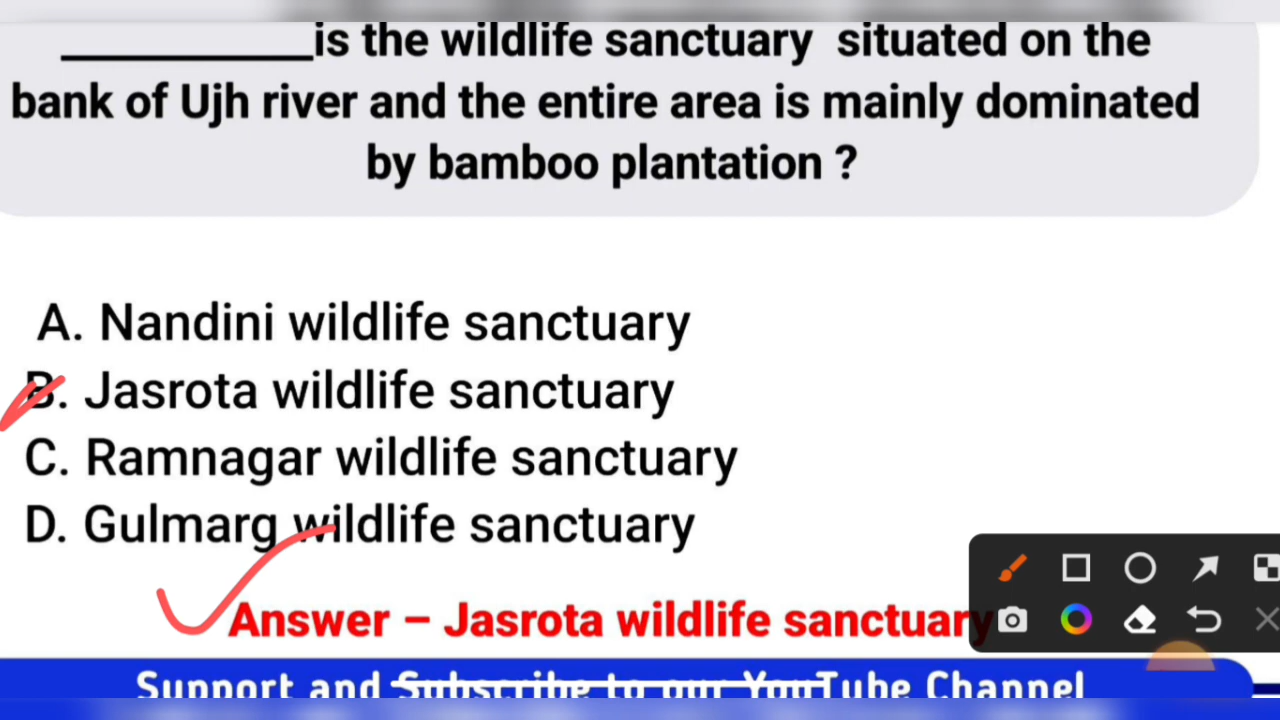 __________is the wildlife sanctuary situated on the
bank of Ujh river and the entire area is mainly dominated
by bamboo plantation ?
A. Nandini wildlife sanctuary
B. Jasrota wildlife sanctuary
C. Ramnagar wildlife sanctuary
D. Gulmarg wildlife sanctuary
Answer – Jasrota wildlife sanctuary
Support and Subscribe to our YouTube Channel